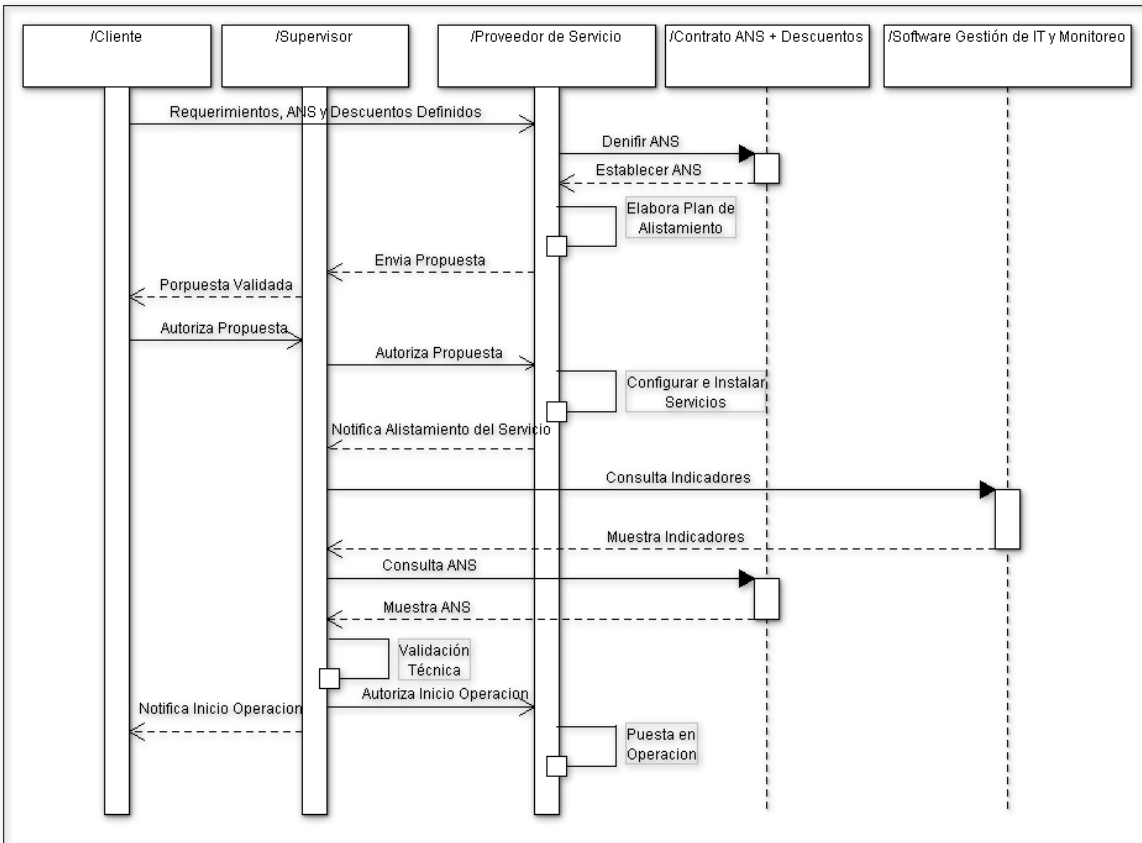 /Cliente
/Supervisor
/Proveedor de Servicio
/Contrato ANS + Descuentos
/Software Gestión de IT y Monitoreo
Requerimientos, ANS y Descuentos Definidos
Denifir ANS
Establecer ANS
Elabora Plan de
Alistamiento
Envia Propuesta
Porpuesta Validada
Autoriza Propuesta
Autoriza Propuesta
Configurar e Instalar
Servicios
Notifica Alistamiento del Servicio
Consulta Indicadores
Muestra Indicadores
Consulta ANS
Muestra ANS
Validación
Técnica
Autoriza Inicio Operacion
Notifica Inicio Operacion
Puesta en
Operacion